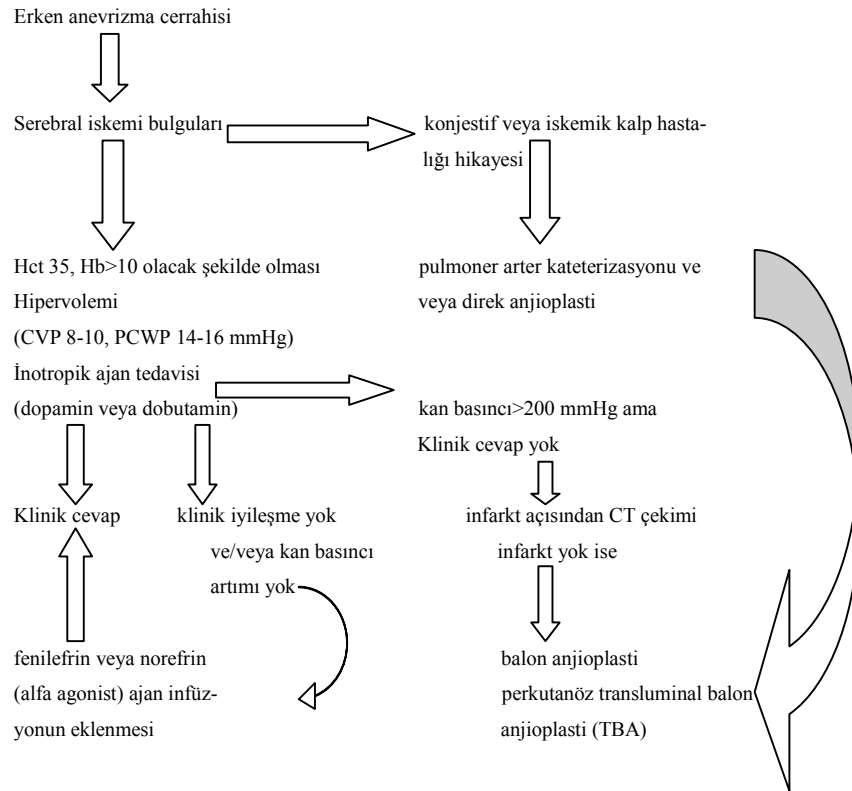 Erken anevrizma cerrahisi
Serebral iskemi bulguları
konjestif veya iskemik kalp hasta-
lığı hikayesi
Hct 35, Hb>10 olacak şekilde olması
Hipervolemi
(CVP 8-10, PCWP 14-16 mmHg)
İnotropik ajan tedavisi
(dopamin veya dobutamin)
pulmoner arter kateterizasyonu ve
veya direk anjioplasti
kan basıncı>200 mmHg ama
Klinik cevap yok
Klinik cevap
klinik iyileşme yok
ve/veya kan basıncı
artımı yok
infarkt açısından CT çekimi
infarkt yok ise
fenilefrin veya norefrin
(alfa agonist) ajan infüz-
yonun eklenmesi
balon anjioplasti
perkutanöz transluminal balon
anjioplasti (TBA)